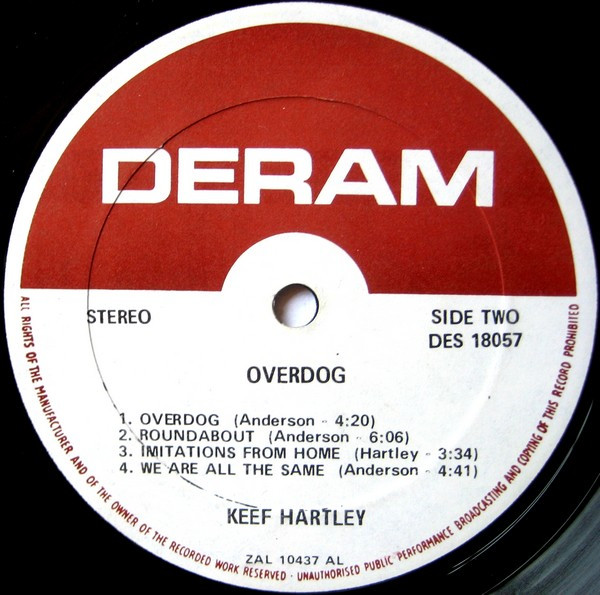 DERAM
STEREO
SIDE TWO
DES 18057
OVERDOG
1. OVERDOG (Anderson - 4:20)
2. ROUNDABOUT (Anderson - 6:06)
3. IMITATIONS FROM HOME (Hartley - 3:34)
4. WE ARE ALL THE SAME (Anderson - 4:41)
KEEF HARTLEY
ZAL 10437 AL
ALL RIGHTS OF THE MANUFACTURER AND OF THE OWNER OF THE RECORDED WORK RESERVED · UNAUTHORISED PUBLIC PERFORMANCE BROADCASTING AND COPYING OF THIS RECORD PROHIBITED